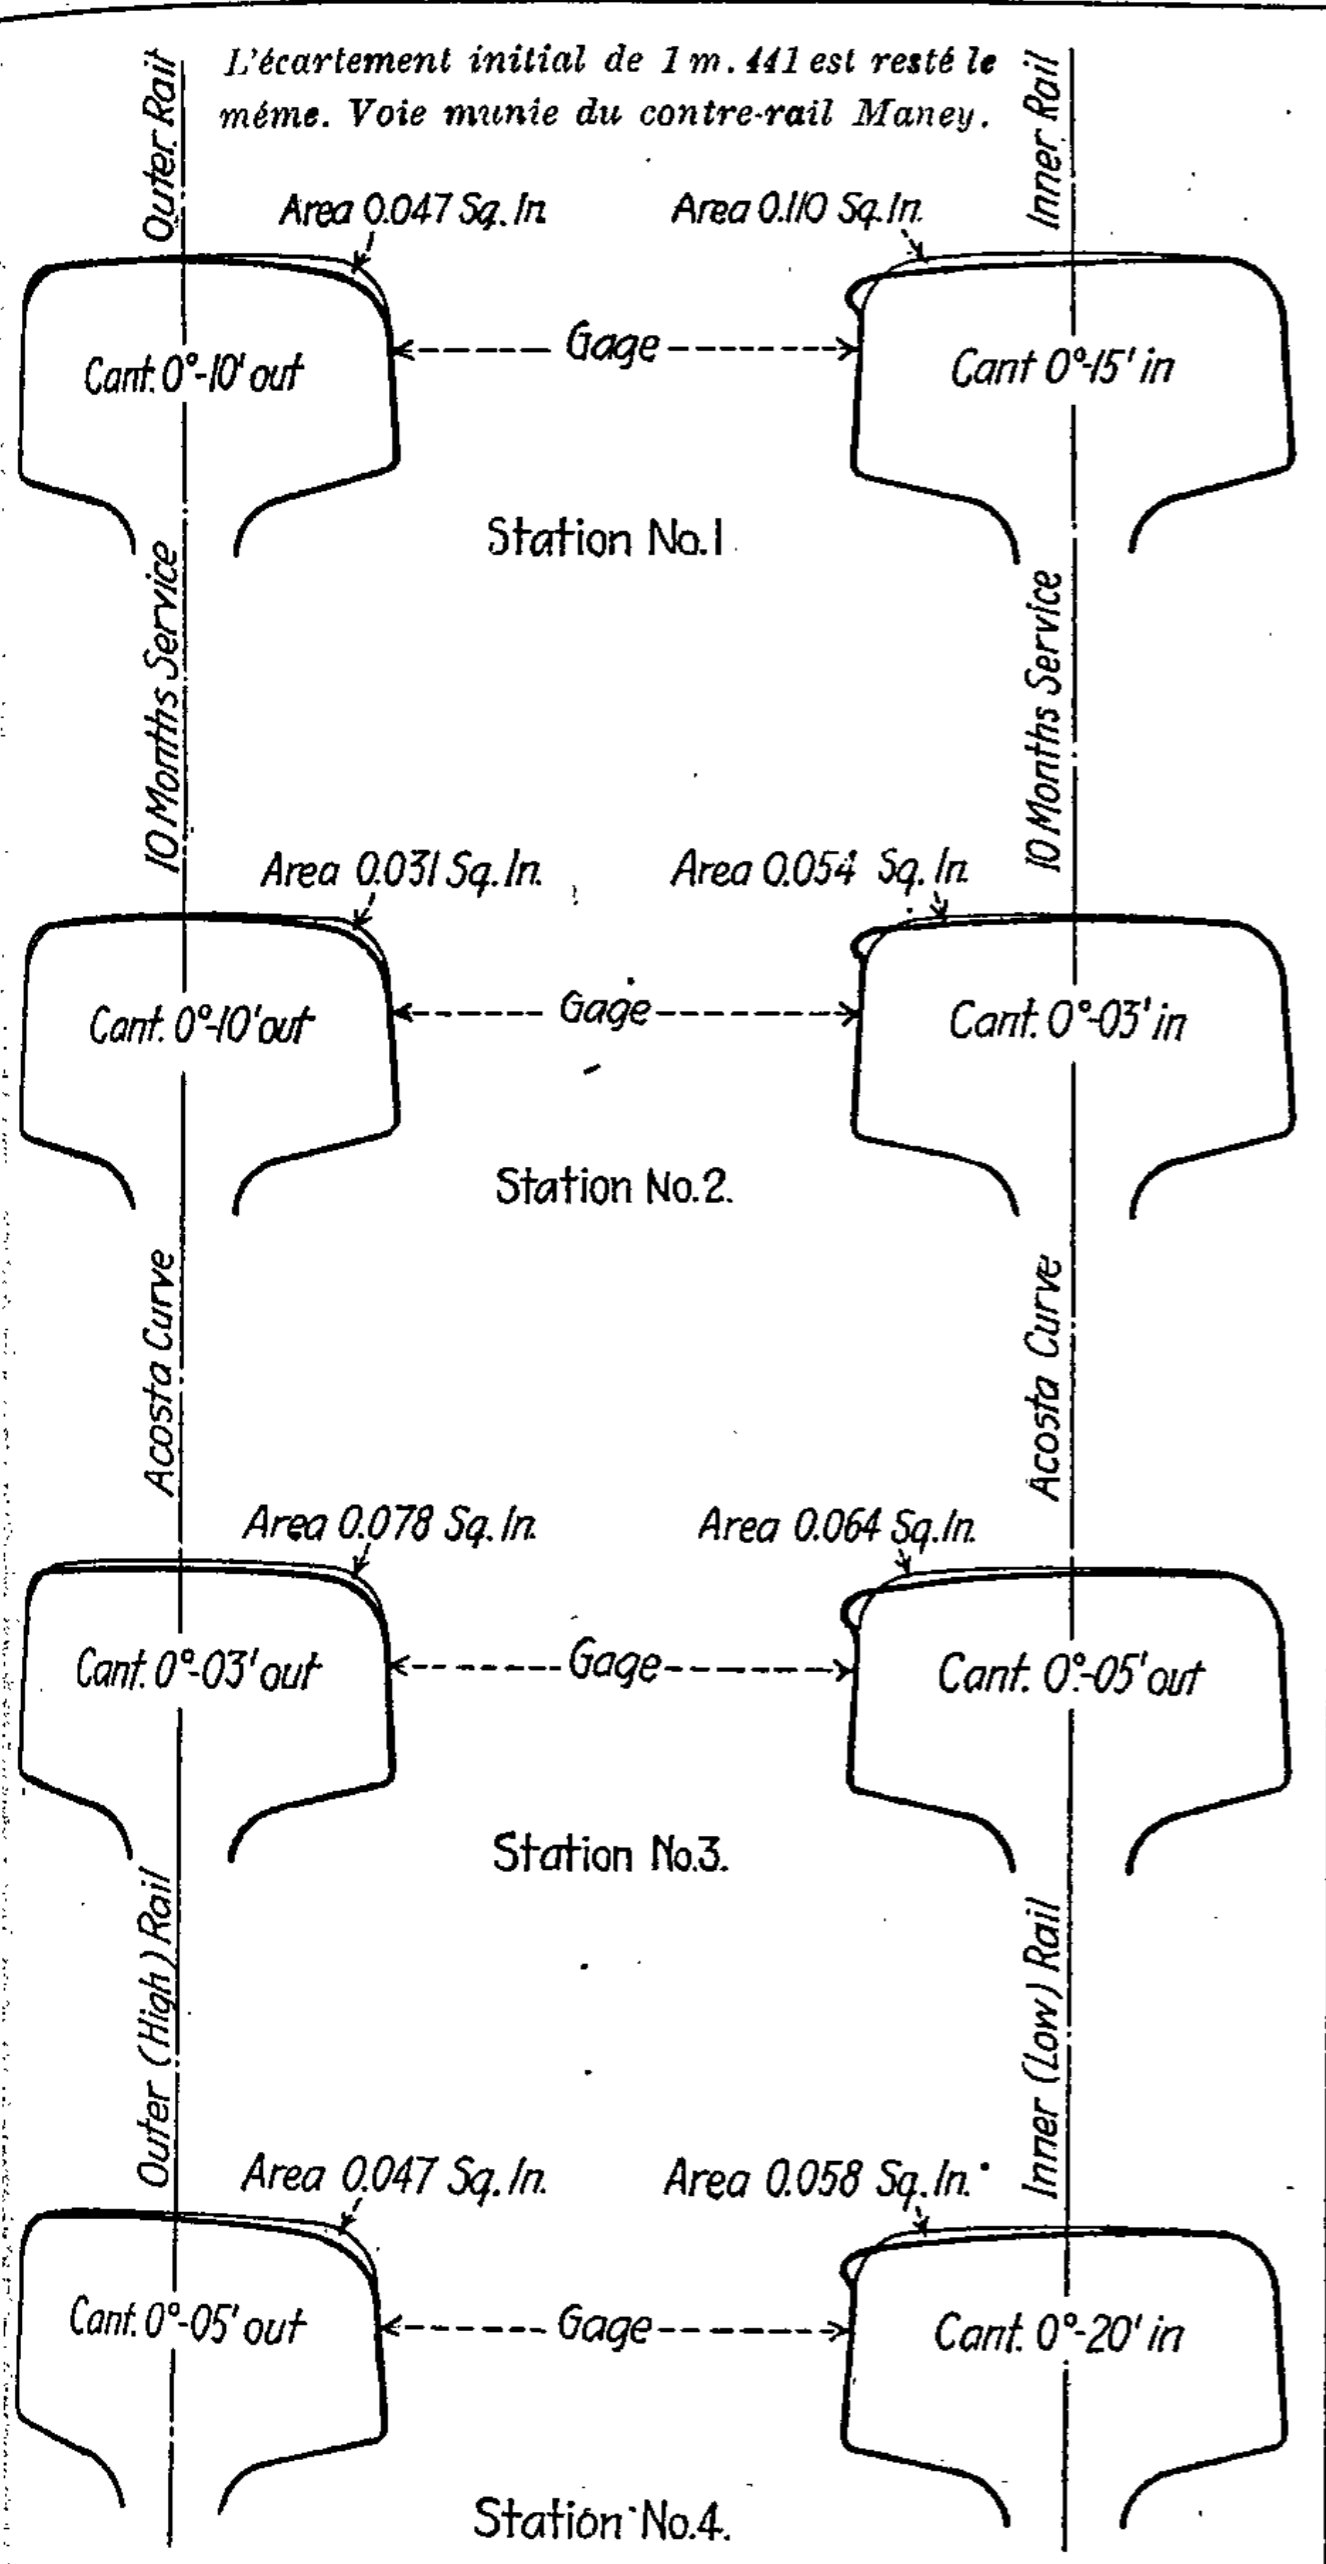 L'écartement initial de 1 m. 441 est resté le
même. Voie munie du contre-rail Maney.
Outer Rail
Inner Rail
Area 0.047 Sq. In.
Area 0.110 Sq. In.
Cant. 0°-10' out
Gage
Cant 0°-15' in
Station No.1
10 Months Service
10 Months Service
Area 0.031 Sq. In.
Area 0.054 Sq. In.
Cant. 0°-10' out
Gage
Cant. 0°-03' in
Station No.2.
Acosta Curve
Acosta Curve
Area 0.078 Sq. In.
Area 0.064 Sq. In.
Cant. 0°-03' out
Gage
Cant. 0°-05' out
Station No.3.
Outer (High) Rail
Inner (Low) Rail
Area 0.047 Sq. In.
Area 0.058 Sq. In.
Cant. 0°-05' out
Gage
Cant. 0°-20' in
Station No.4.